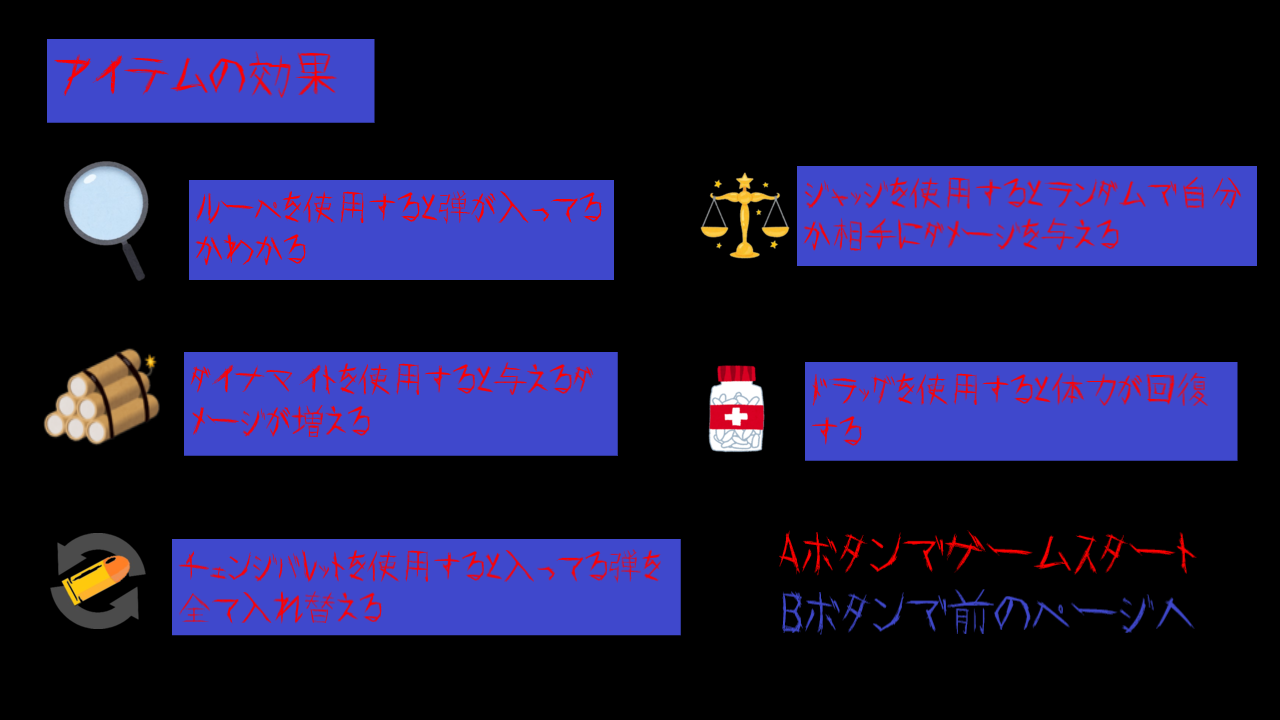 アイテムの効果
ルーペを使用すると弾が入ってる
かわかる
ジャッジを使用するとランダムで自分
か相手にダメージを与える
ダイナマイトを使用すると与えるダ
メージが増える
ドラッグを使用すると体力が回復
する
チェンジバレットを使用すると入ってる弾を
全て入れ替える
Aボタンでゲームスタート
Bボタンで前のページへ